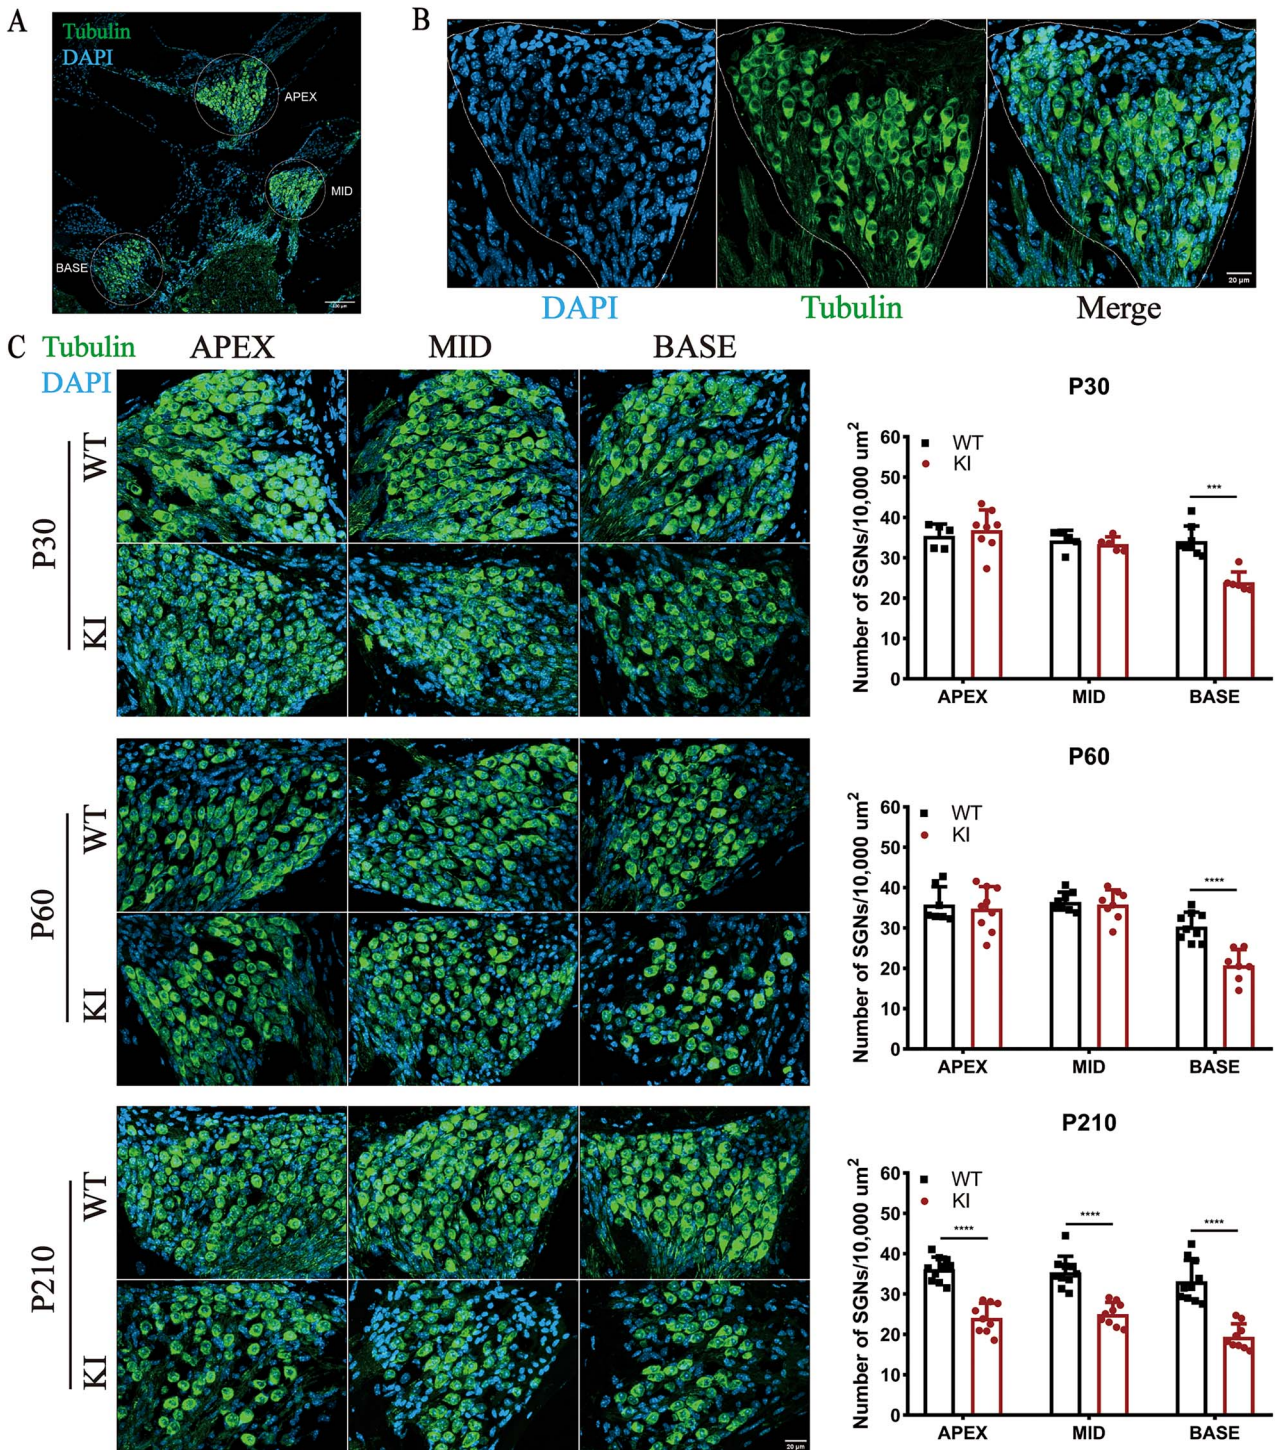 A
Tubulin
DAPI
APEX
MID
BASE
B
20 µm
DAPI
Tubulin
Merge
C
Tubulin
DAPI
APEX
MID
BASE
P30
WT
KI
P60
WT
KI
P210
WT
KI
20 µm
P30
Number of SGNs/10,000 um²
60
50
40
30
20
10
0
WT
KI
***
APEX
MID
BASE
P60
Number of SGNs/10,000 um²
60
50
40
30
20
10
0
WT
KI
****
APEX
MID
BASE
P210
Number of SGNs/10,000 um²
60
50
40
30
20
10
0
WT
KI
****
****
****
APEX
MID
BASE